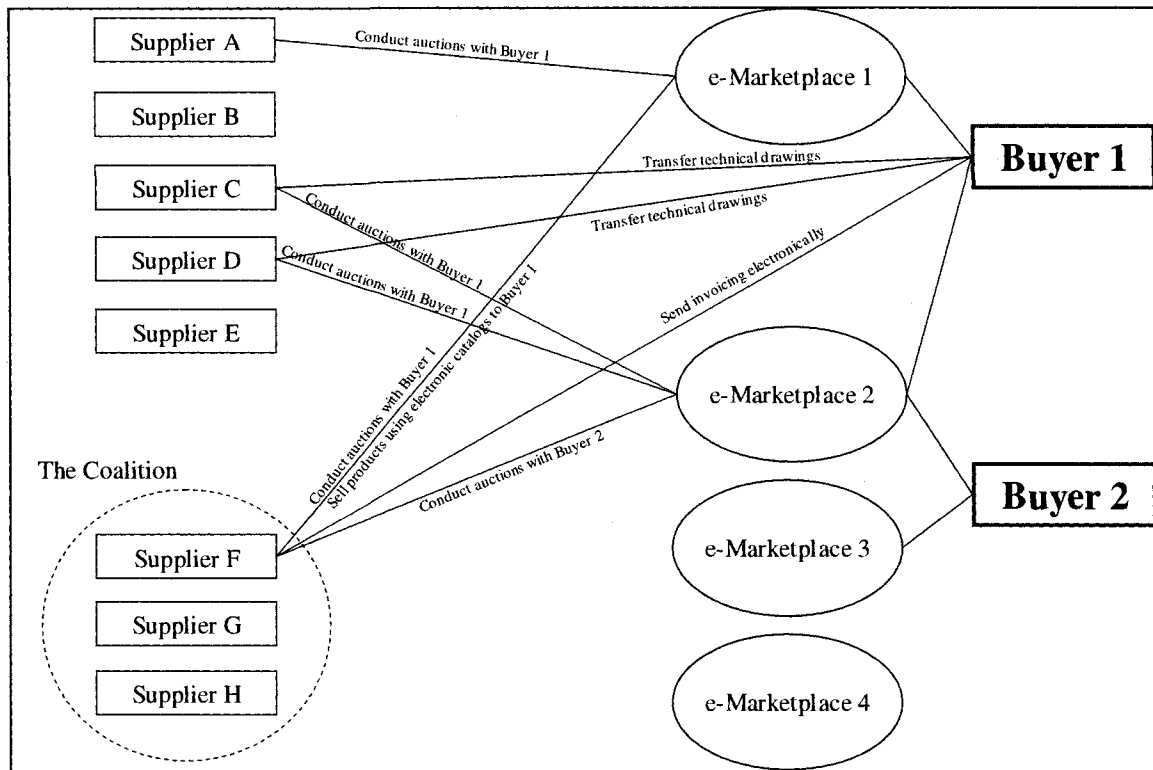 Supplier A
Conduct auctions with Buyer 1
e-Marketplace 1
Supplier B
Buyer 1
Transfer technical drawings
Supplier C
Conduct auctions with Buyer 1
Transfer technical drawings
Supplier D
Conduct auctions with Buyer 1
Send invoicing electronically
Supplier E
Conduct auctions with Buyer 1
Sell products using electronic catalogs to Buyer 1
e-Marketplace 2
Conduct auctions with Buyer 2
The Coalition
Buyer 2
Supplier F
e-Marketplace 3
Supplier G
Supplier H
e-Marketplace 4